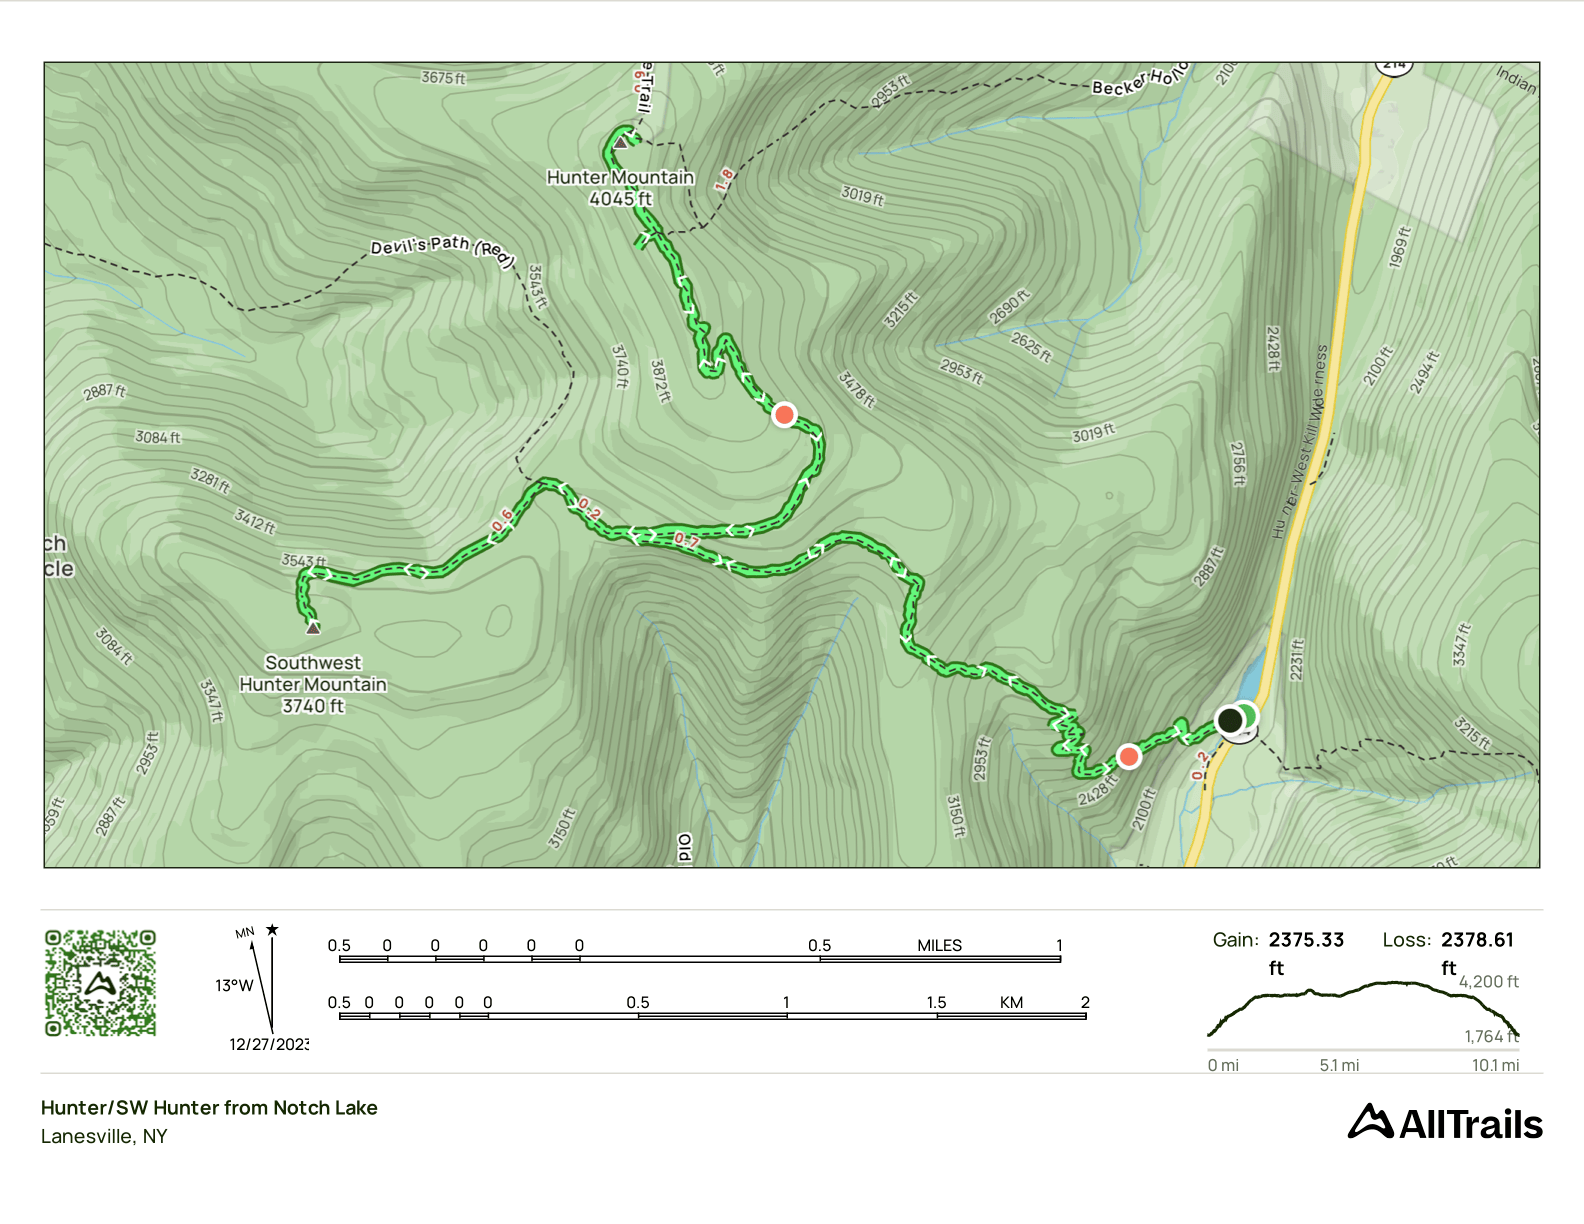 3675 ft
ft
214
Indian
e Trail
Becker Hollo
2953 ft
1.8
Hunter Mountain
4045 ft
3019 ft
Devil's Path (Red)
3543 ft
1969 ft
3215 ft
2690 ft
2625 ft
2953 ft
2428 ft
3740 ft
3872 ft
3478 ft
2100 ft
2494 ft
2887 ft
3084 ft
3019 ft
2756 ft
Hunter-West Kill Wilderness
3281 ft
3412 ft
0.6
0.2
0.7
ch
cle
3543 ft
2887 ft
3084 ft
Southwest
Hunter Mountain
3740 ft
3347 ft
2231 ft
3347 ft
2953 ft
2953 ft
3215 ft
0.2
2428 ft
2100 ft
3150 ft
3150 ft
2887 ft
Old
MN
13°W
12/27/2023
0.5 0 0 0 0 0 0.5 MILES 1
0.5 0 0 0 0 0 0.5 1 1.5 KM 2
Gain: 2375.33 ft
Loss: 2378.61 ft
4,200 ft
1,764 ft
0 mi 5.1 mi 10.1 mi
Hunter/SW Hunter from Notch Lake
Lanesville, NY
AllTrails